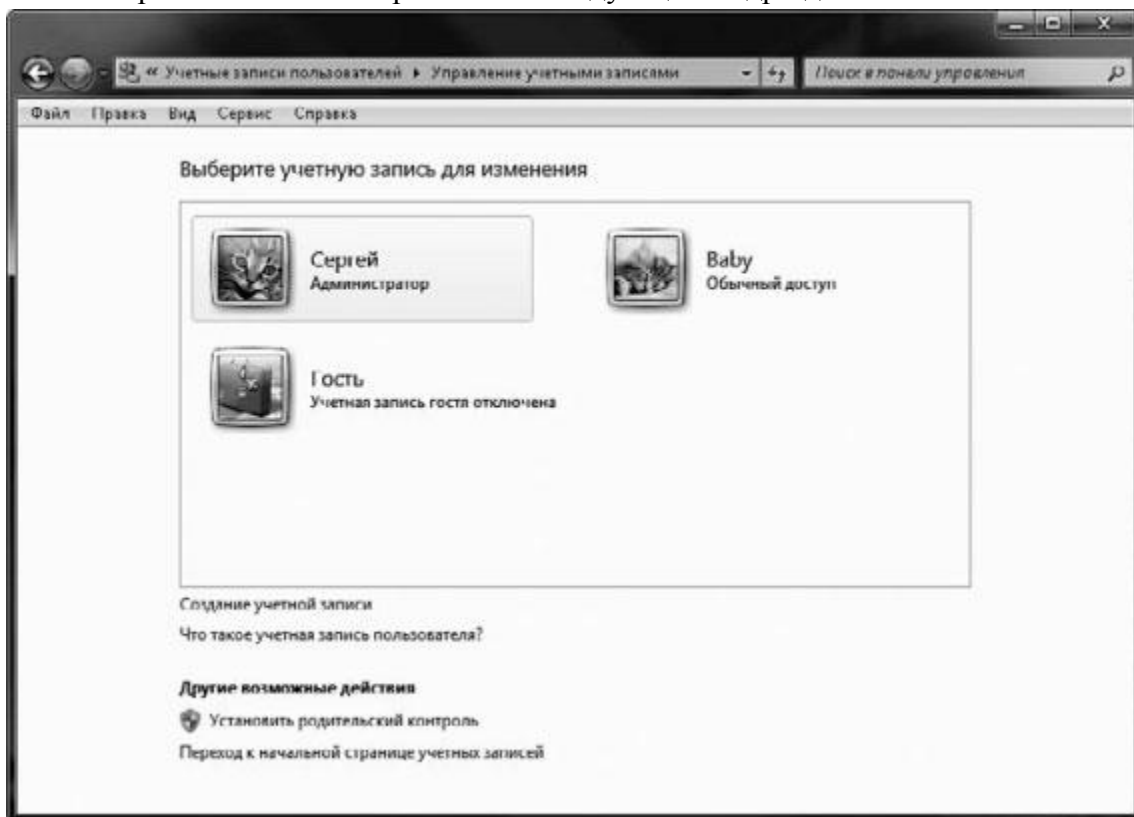 « Учетные записи пользователей ▸ Управление учетными записями Поиск в панели управления
Файл Правка Вид Сервис Справка
Выберите учетную запись для изменения
Сергей
Администратор
Baby
Обычный доступ
Гость
Учетная запись гостя отключена
Создание учетной записи
Что такое учетная запись пользователя?
Другие возможные действия
Установить родительский контроль
Переход к начальной странице учетных записей